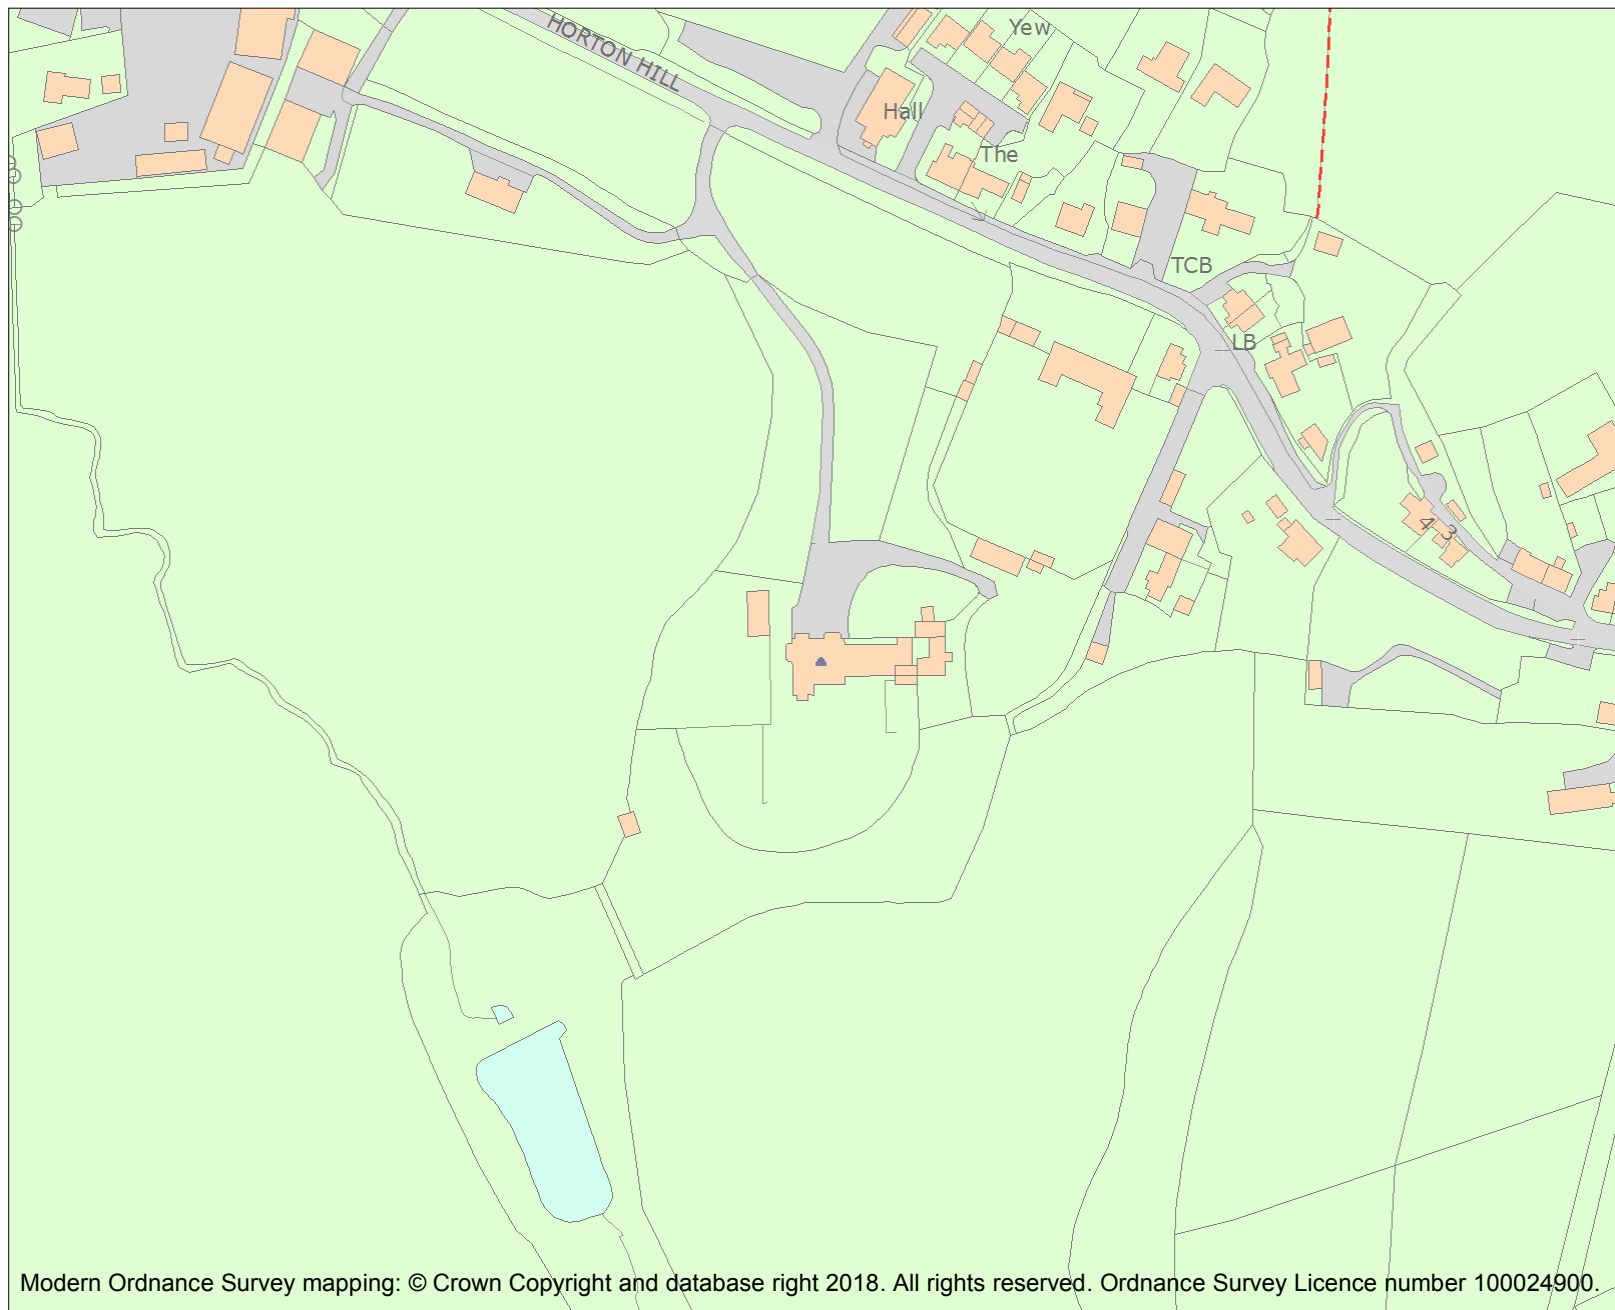 HORTON HILL
Yew
Hall
The
TCB
LB
4
3
Modern Ordnance Survey mapping: © Crown Copyright and database right 2018. All rights reserved. Ordnance Survey Licence number 100024900.